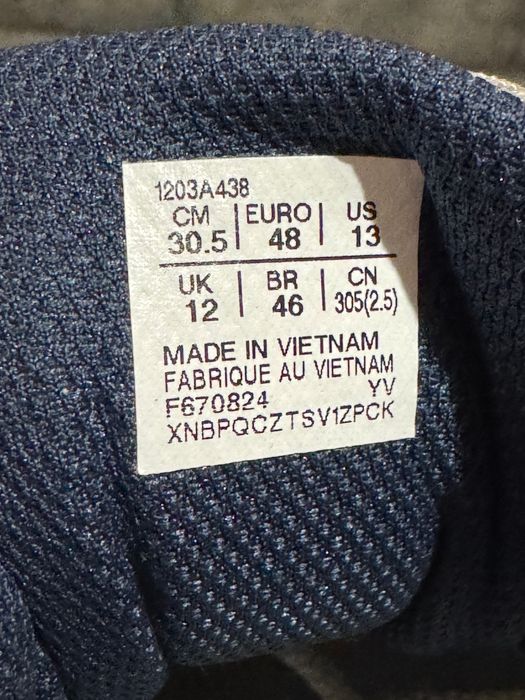 1203A438
CM | EURO | US
30.5 | 48 | 13
UK | BR | CN
12 | 46 | 305(2.5)
MADE IN VIETNAM
FABRIQUE AU VIETNAM
F670824 YV
XNBPQCZTSV1ZPCK